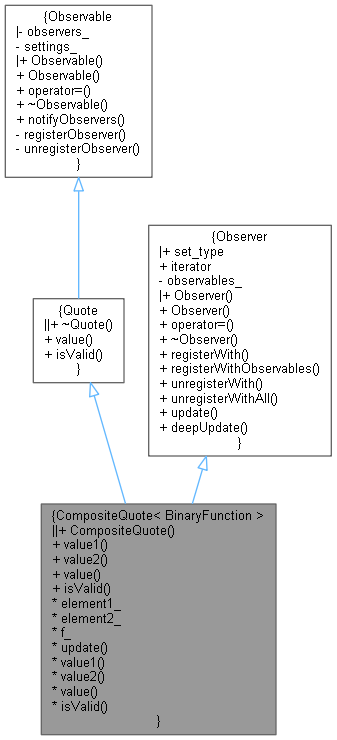 {Observable
|- observers_
- settings_
|+ Observable()
+ Observable()
+ operator=()
+ ~Observable()
+ notifyObservers()
- registerObserver()
- unregisterObserver()
}
{Observer
|+ set_type
+ iterator
- observables_
|+ Observer()
+ Observer()
+ operator=()
+ ~Observer()
+ registerWith()
+ registerWithObservables()
+ unregisterWith()
+ unregisterWithAll()
+ update()
+ deepUpdate()
}
{Quote
||+ ~Quote()
+ value()
+ isValid()
}
{CompositeQuote< BinaryFunction >
||+ CompositeQuote()
+ value1()
+ value2()
+ value()
+ isValid()
* element1_
* element2_
* f_
* update()
* value1()
* value2()
* value()
* isValid()
}